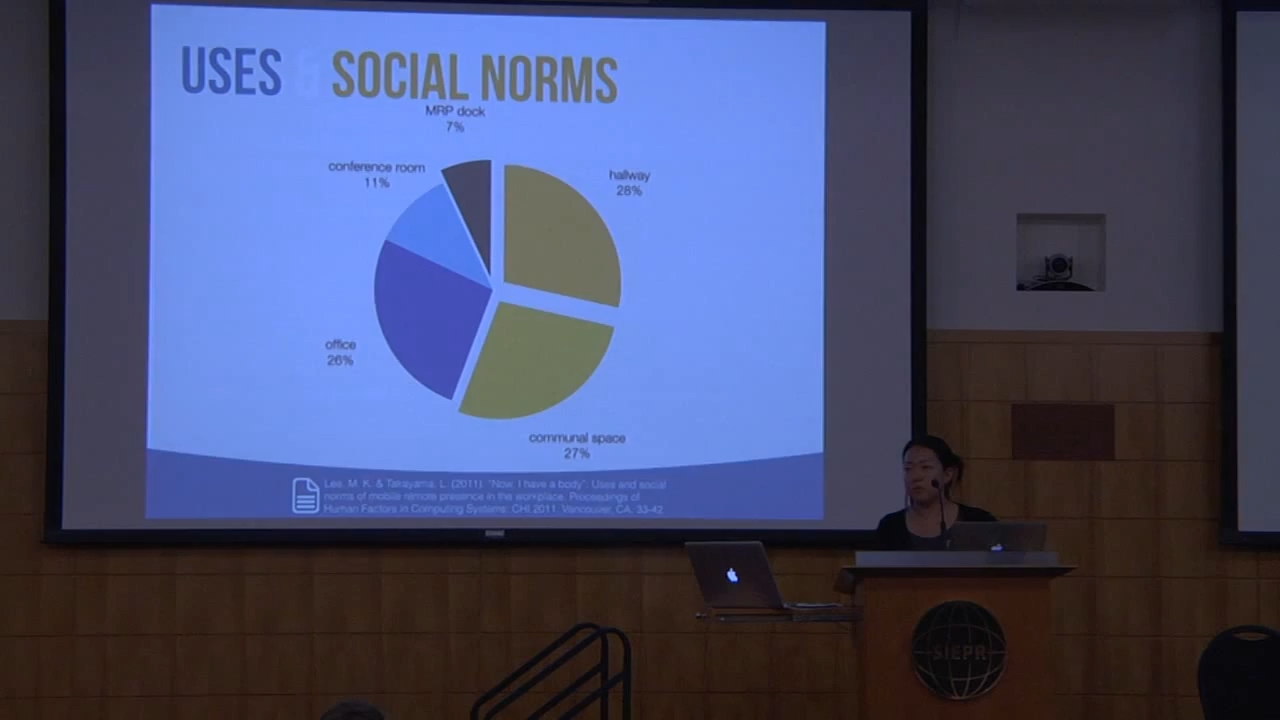 USES & SOCIAL NORMS
MRP dock
7%
conference room
11%
hallway
28%
office
26%
communal space
27%
Lee, M. K. & Takayama, L. (2011). "Now, I have a body": Uses and social
norms of mobile remote presence in the workplace. Proceedings of
Human Factors in Computing Systems: CHI 2011. Vancouver, CA, 33-42
SIEPR